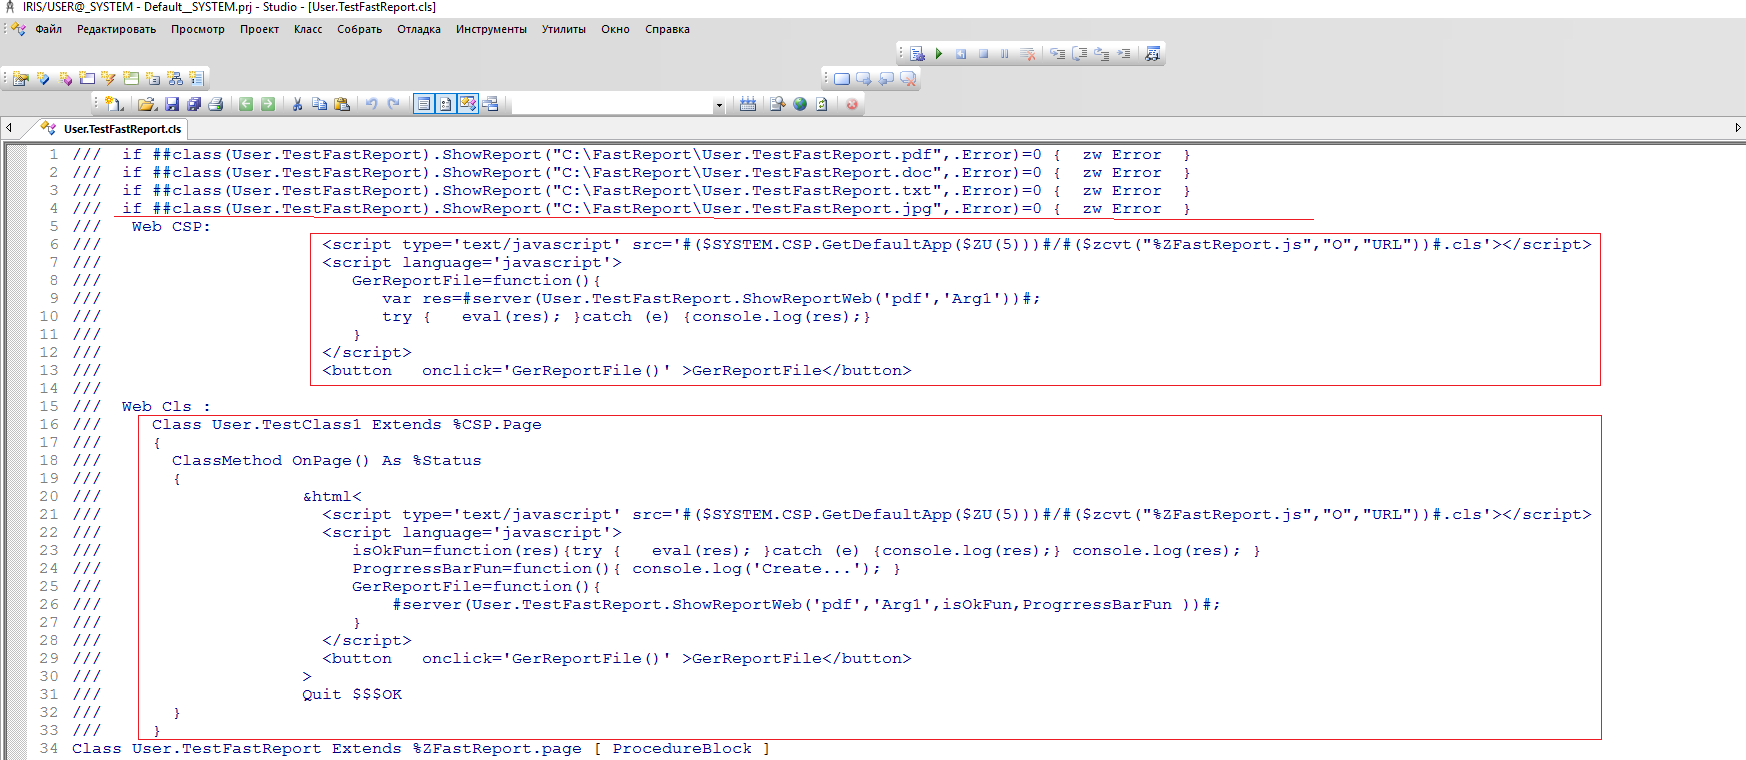 IRIS/USER@_SYSTEM - Default__SYSTEM.prj - Studio - [User.TestFastReport.cls]
Файл Редактировать Просмотр Проект Класс Собрать Отладка Инструменты Утилиты Окно Справка
User.TestFastReport.cls
1 /// if ##class(User.TestFastReport).ShowReport("C:\FastReport\User.TestFastReport.pdf",.Error)=0 { zw Error }
2 /// if ##class(User.TestFastReport).ShowReport("C:\FastReport\User.TestFastReport.doc",.Error)=0 { zw Error }
3 /// if ##class(User.TestFastReport).ShowReport("C:\FastReport\User.TestFastReport.txt",.Error)=0 { zw Error }
4 /// if ##class(User.TestFastReport).ShowReport("C:\FastReport\User.TestFastReport.jpg",.Error)=0 { zw Error }
5 /// Web CSP:
6 /// <script type='text/javascript' src='#($SYSTEM.CSP.GetDefaultApp($ZU(5)))#/#($zcvt("%ZFastReport.js","O","URL"))#.cls'></script>
7 /// <script language='javascript'>
8 /// GerReportFile=function(){
9 /// var res=#server(User.TestFastReport.ShowReportWeb('pdf','Arg1'))#;
10 /// try { eval(res); }catch (e) {console.log(res);}
11 /// }
12 /// </script>
13 /// <button onclick='GerReportFile()' >GerReportFile</button>
14 ///
15 /// Web Cls :
16 /// Class User.TestClass1 Extends %CSP.Page
17 /// {
18 /// ClassMethod OnPage() As %Status
19 /// {
20 /// &html<
21 /// <script type='text/javascript' src='#($SYSTEM.CSP.GetDefaultApp($ZU(5)))#/#($zcvt("%ZFastReport.js","O","URL"))#.cls'></script>
22 /// <script language='javascript'>
23 /// isOkFun=function(res){try { eval(res); }catch (e) {console.log(res);} console.log(res); }
24 /// ProgrressBarFun=function(){ console.log('Create...'); }
25 /// GerReportFile=function(){
26 /// #server(User.TestFastReport.ShowReportWeb('pdf','Arg1',isOkFun,ProgrressBarFun ))#;
27 /// }
28 /// </script>
29 /// <button onclick='GerReportFile()' >GerReportFile</button>
30 /// >
31 /// Quit $$$OK
32 /// }
33 /// }
34 Class User.TestFastReport Extends %ZFastReport.page [ ProcedureBlock ]